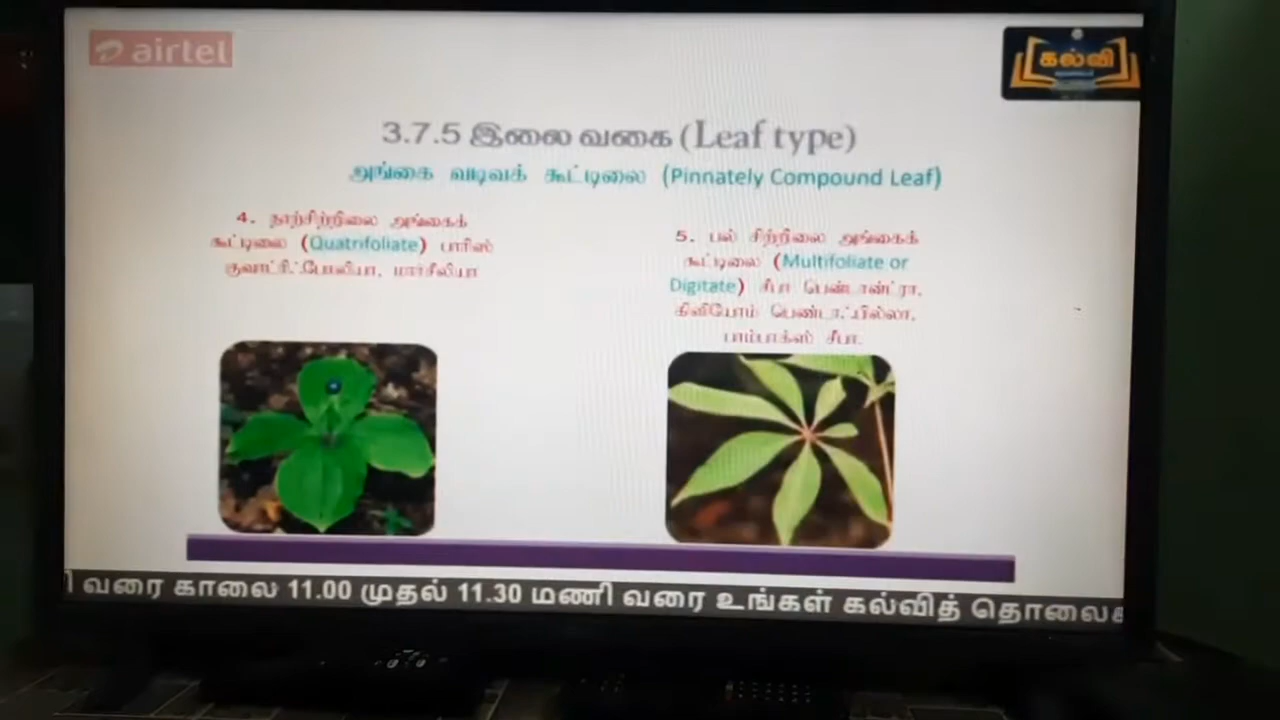 airtel
கல்வி
3.7.5 இலை வகை (Leaf type)
அங்கை வடிவக் கூட்டிலை (Pinnately Compound Leaf)
4. நாற்சிற்றிலை அங்கைக்
கூட்டிலை (Quatrifoliate) பாரிஸ்
குவாட்ரிஃபோலியா, மார்சீலியா
5. பல் சிற்றிலை அங்கைக்
கூட்டிலை (Multifoliate or
Digitate) சீபா பெண்டான்ட்ரா,
கிளியோம் பெண்டாஃபில்லா,
பாம்பாக்ஸ் சீபா.
வரை காலை 11.00 முதல் 11.30 மணி வரை உங்கள் கல்வித்